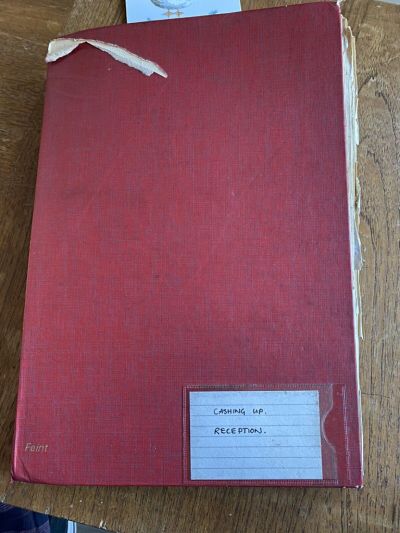 Feint
CASHING UP.
RECEPTION.